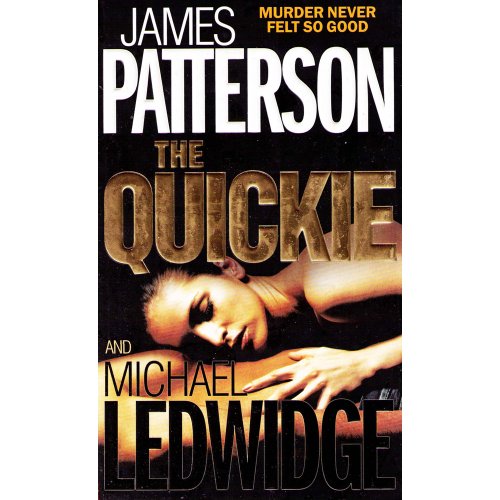 JAMES
MURDER NEVER
FELT SO GOOD
PATTERSON
THE
QUICKIE
AND
MICHAEL
LEDWIDGE